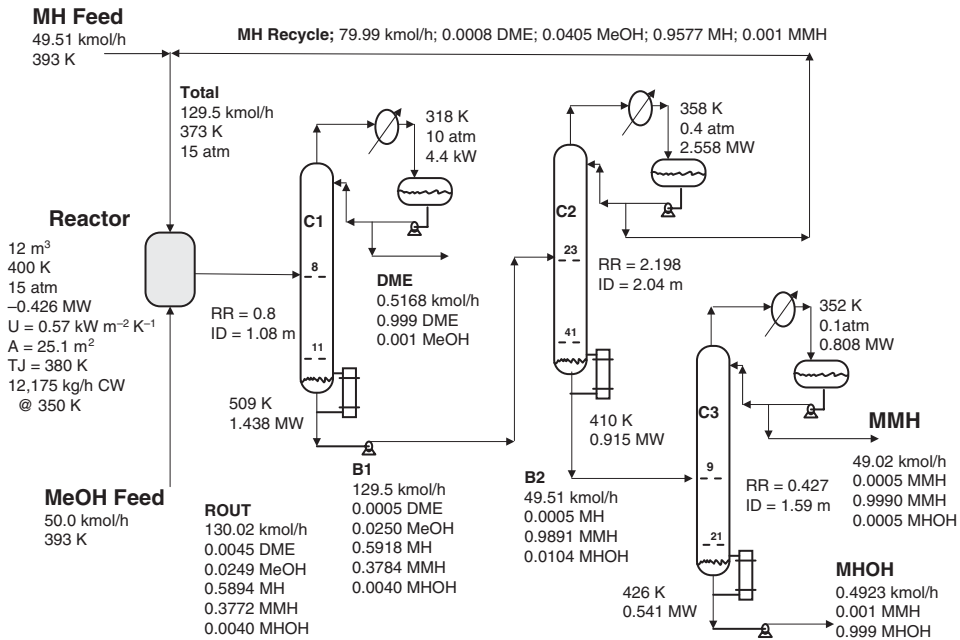 MH Feed
49.51 kmol/h
393 K
MH Recycle; 79.99 kmol/h; 0.0008 DME; 0.0405 MeOH; 0.9577 MH; 0.001 MMH
Total
129.5 kmol/h
373 K
15 atm
318 K
10 atm
4.4 kW
358 K
0.4 atm
2.558 MW
Reactor
12 m³
400 K
15 atm
–0.426 MW
U = 0.57 kW m⁻² K⁻¹
A = 25.1 m²
TJ = 380 K
12,175 kg/h CW
@ 350 K
C1
8
11
RR = 0.8
ID = 1.08 m
DME
0.5168 kmol/h
0.999 DME
0.001 MeOH
C2
23
41
RR = 2.198
ID = 2.04 m
352 K
0.1atm
0.808 MW
509 K
1.438 MW
410 K
0.915 MW
C3
9
21
RR = 0.427
ID = 1.59 m
MMH
49.02 kmol/h
0.0005 MMH
0.9990 MMH
0.0005 MHOH
MeOH Feed
50.0 kmol/h
393 K
ROUT
130.02 kmol/h
0.0045 DME
0.0249 MeOH
0.5894 MH
0.3772 MMH
0.0040 MHOH
B1
129.5 kmol/h
0.0005 DME
0.0250 MeOH
0.5918 MH
0.3784 MMH
0.0040 MHOH
B2
49.51 kmol/h
0.0005 MH
0.9891 MMH
0.0104 MHOH
426 K
0.541 MW
MHOH
0.4923 kmol/h
0.001 MMH
0.999 MHOH